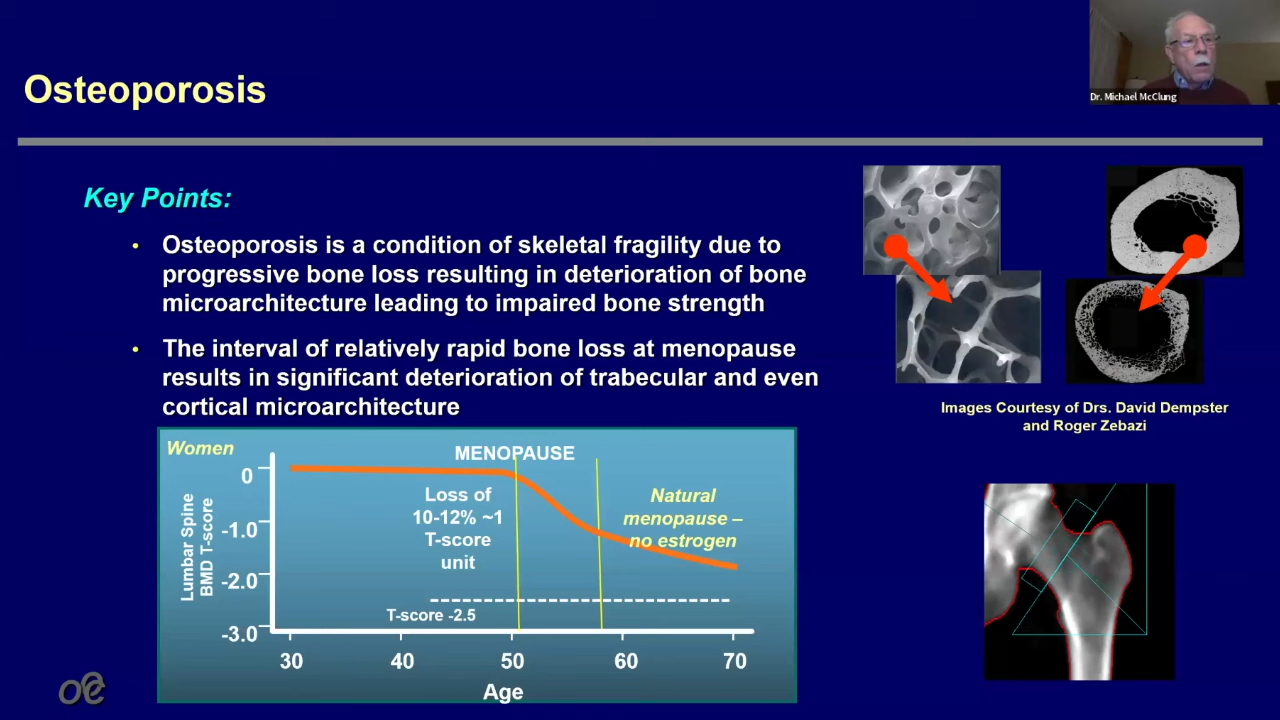 Osteoporosis
Dr. Michael McClung
Key Points:
• Osteoporosis is a condition of skeletal fragility due to
progressive bone loss resulting in deterioration of bone
microarchitecture leading to impaired bone strength
• The interval of relatively rapid bone loss at menopause
results in significant deterioration of trabecular and even
cortical microarchitecture
Images Courtesy of Drs. David Dempster
and Roger Zebazi
Women
MENOPAUSE
Lumbar Spine
BMD T-score
0
-1.0
-2.0
-3.0
Loss of
10-12% ~1
T-score
unit
Natural
menopause –
no estrogen
T-score -2.5
30 40 50 60 70
Age